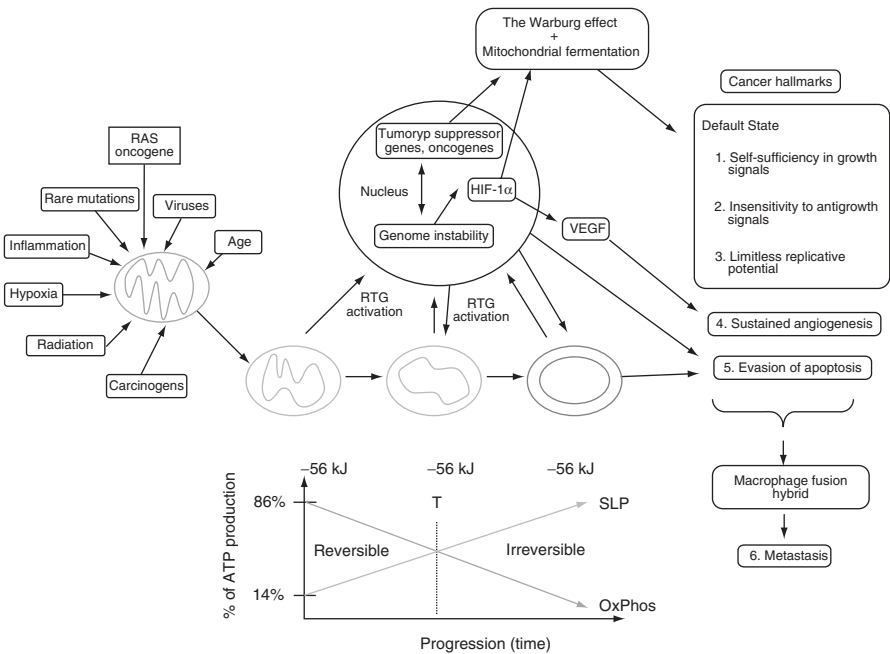 The Warburg effect
+
Mitochondrial fermentation
Cancer hallmarks
Default State
1. Self-sufficiency in growth
signals
2. Insensitivity to antigrowth
signals
3. Limitless replicative
potential
4. Sustained angiogenesis
5. Evasion of apoptosis
Macrophage fusion
hybrid
6. Metastasis
RAS
oncogene
Rare mutations
Viruses
Inflammation
Age
Hypoxia
Radiation
Carcinogens
Tumoryp suppressor
genes, oncogenes
Nucleus
HIF-1α
Genome instability
VEGF
RTG
activation
RTG
activation
–56 kJ
–56 kJ
–56 kJ
% of ATP production
86%
T
SLP
Reversible
Irreversible
14%
OxPhos
Progression (time)